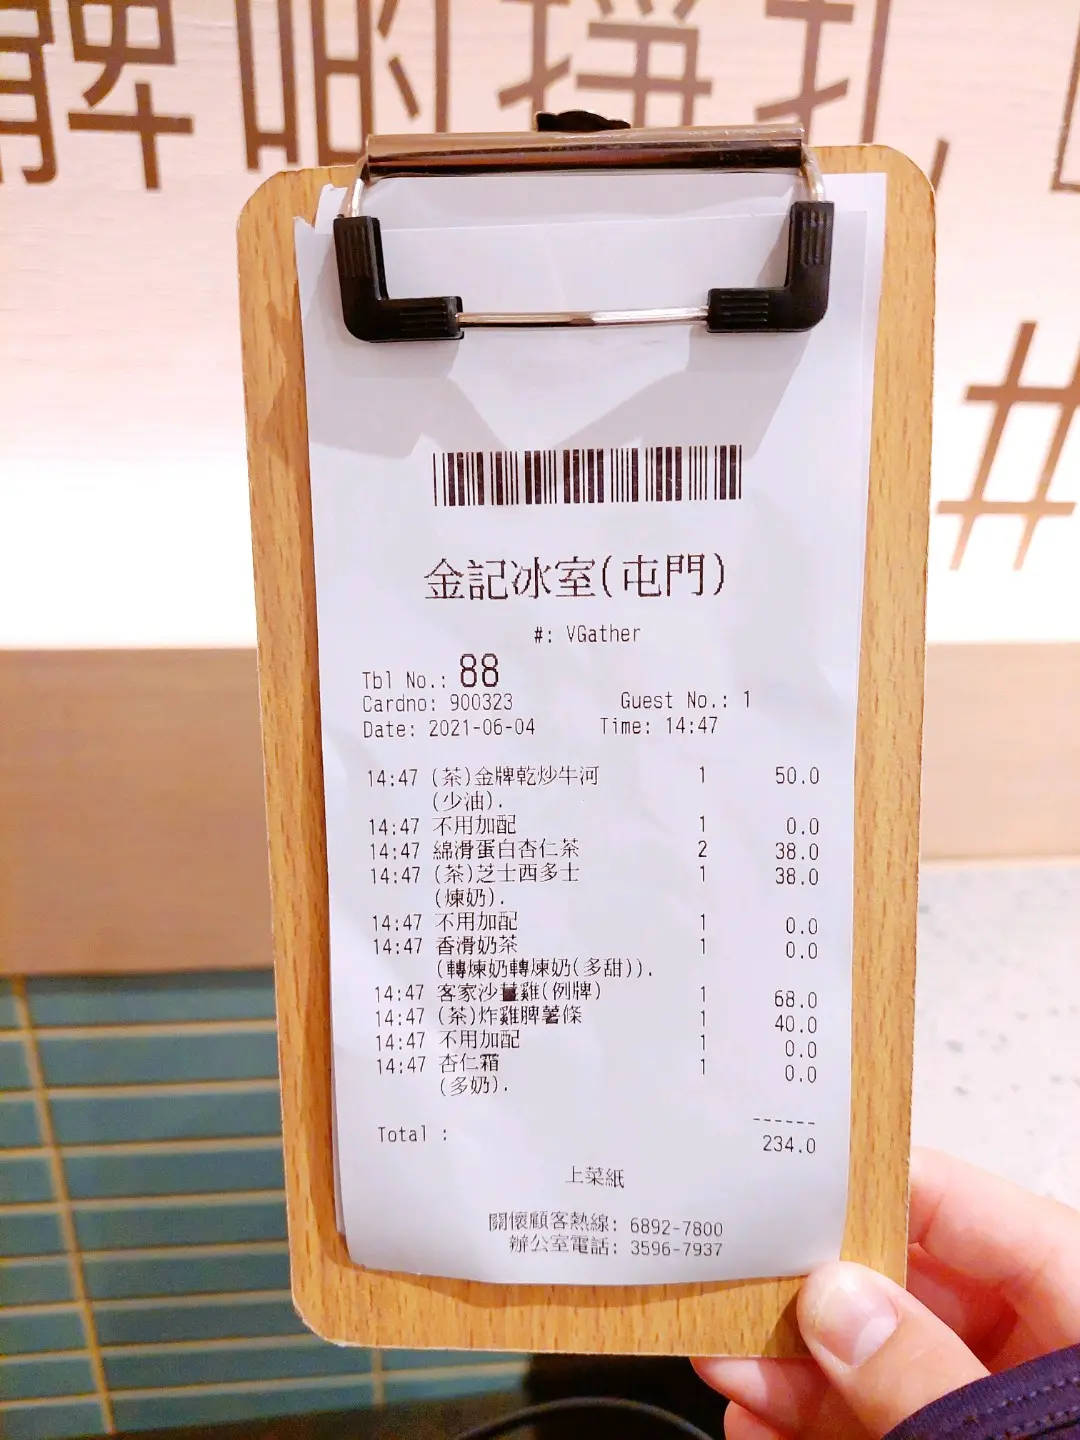 髀啲挣扎,
#
金記冰室(屯門)
#: VGather
Tbl No.: 88
Cardno: 900323 Guest No.: 1
Date: 2021-06-04 Time: 14:47
14:47 (茶)金牌乾炒牛河 1 50.0
(少油).
14:47 不用加配 1 0.0
14:47 綿滑蛋白杏仁茶 2 38.0
14:47 (茶)芝士西多士 1 38.0
(煉奶).
14:47 不用加配 1 0.0
14:47 香滑奶茶 1 0.0
(轉煉奶轉煉奶(多甜)).
14:47 客家沙薑雞(例牌) 1 68.0
14:47 (茶)炸雞脾薯條 1 40.0
14:47 不用加配 1 0.0
14:47 杏仁霜 1 0.0
(多奶).
------
Total : 234.0
上菜紙
關懷顧客熱線: 6892-7800
辦公室電話: 3596-7937